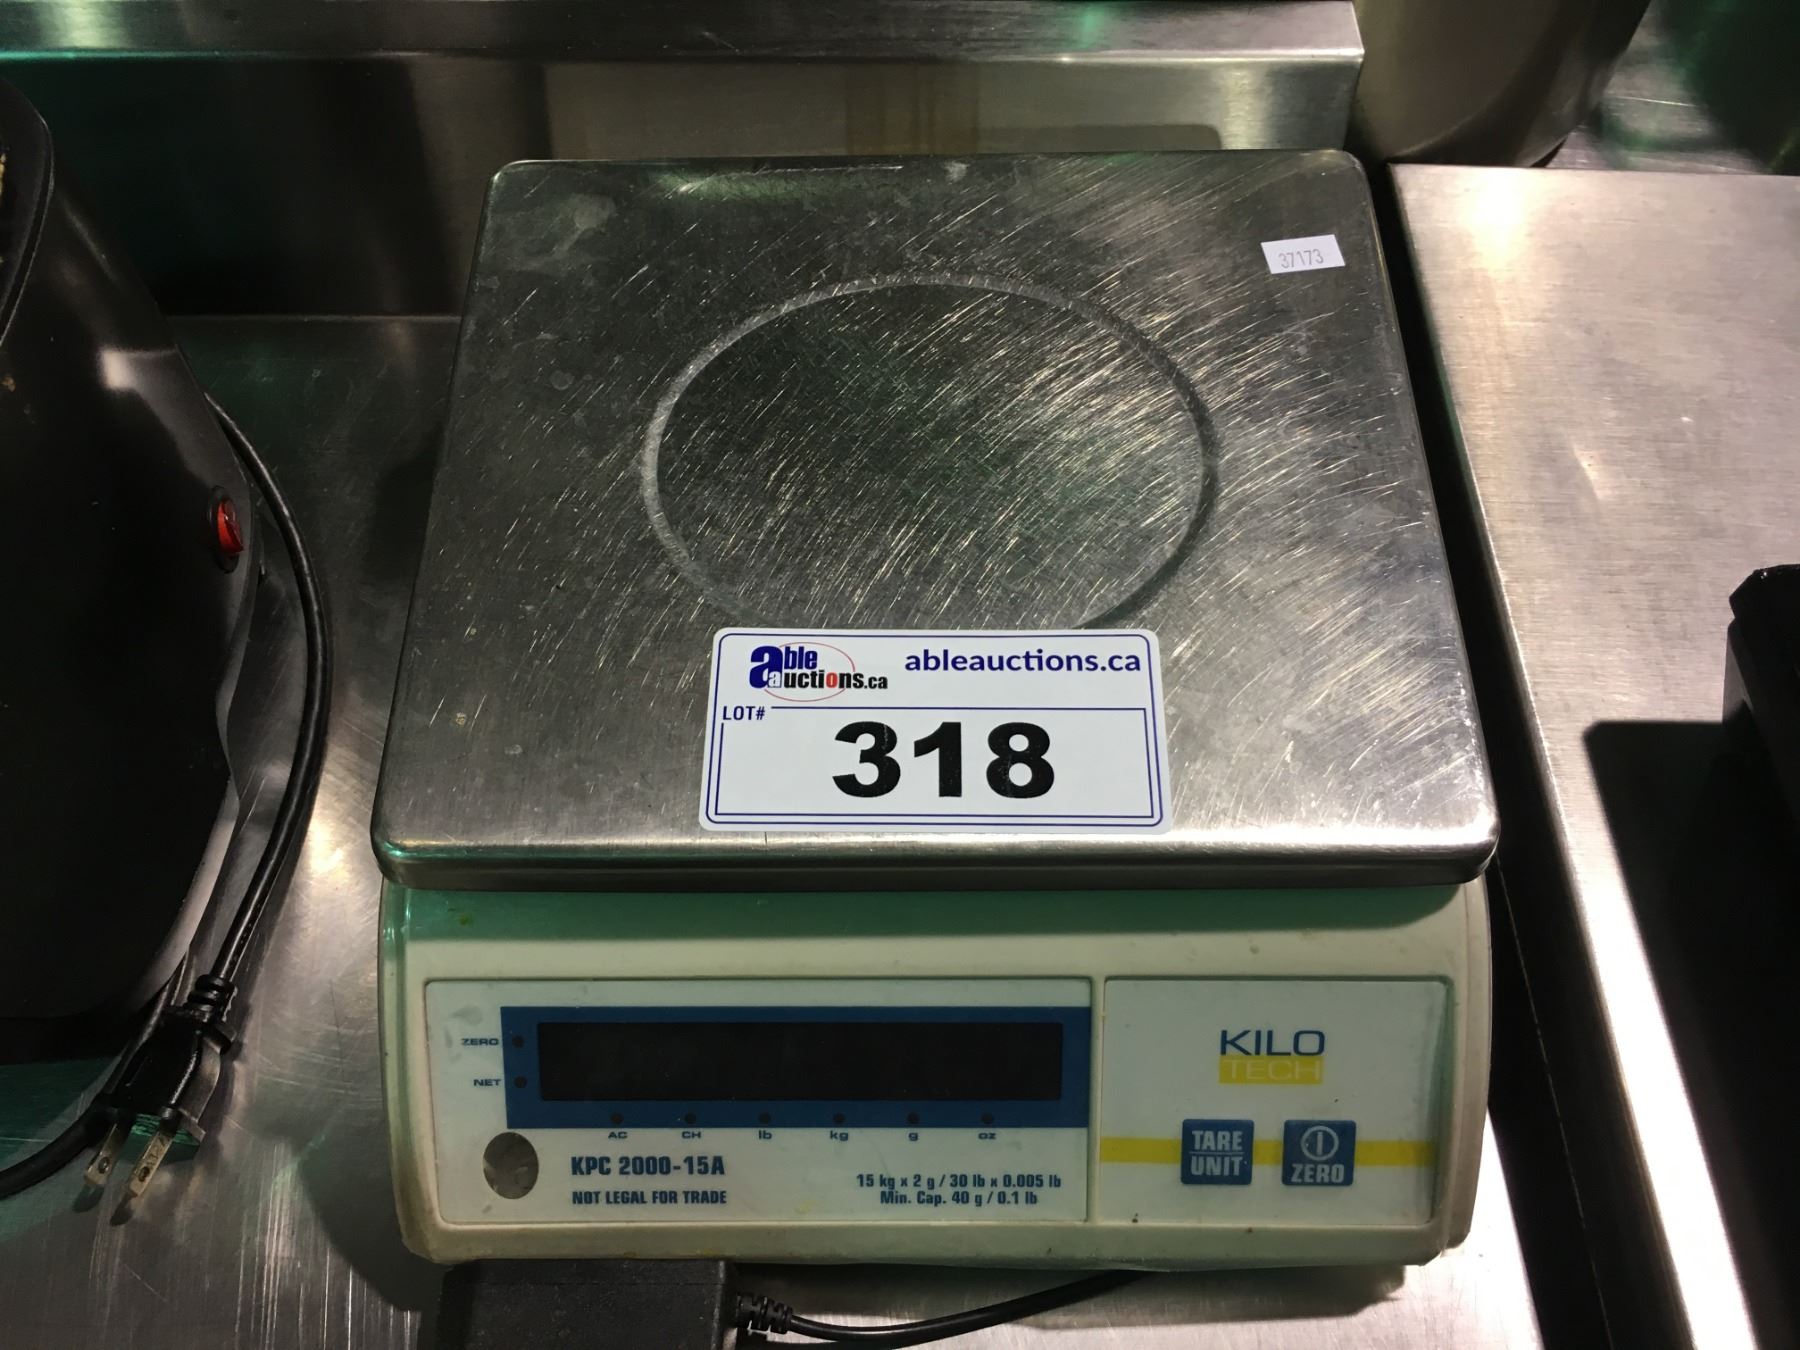 37173
able auctions.ca
ableauctions.ca
LOT#
318
ZERO
NET
AC CH lb kg g oz
KPC 2000-15A
NOT LEGAL FOR TRADE
15 kg x 2 g / 30 lb x 0.005 lb
Min. Cap. 40 g / 0.1 lb
KILO
TECH
TARE
UNIT
ZERO